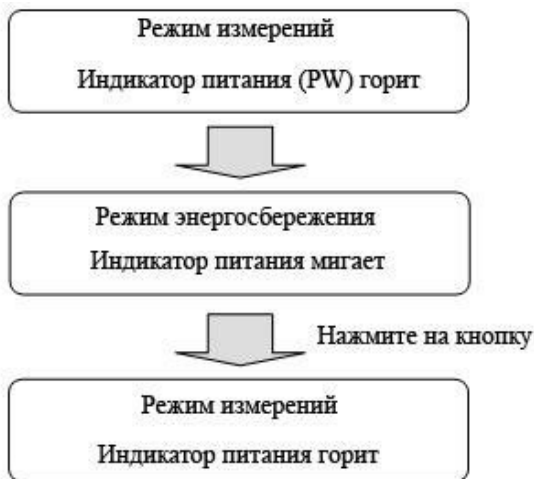 Режим измерений
Индикатор питания (PW) горит
Режим энергосбережения
Индикатор питания мигает
Нажмите на кнопку
Режим измерений
Индикатор питания горит